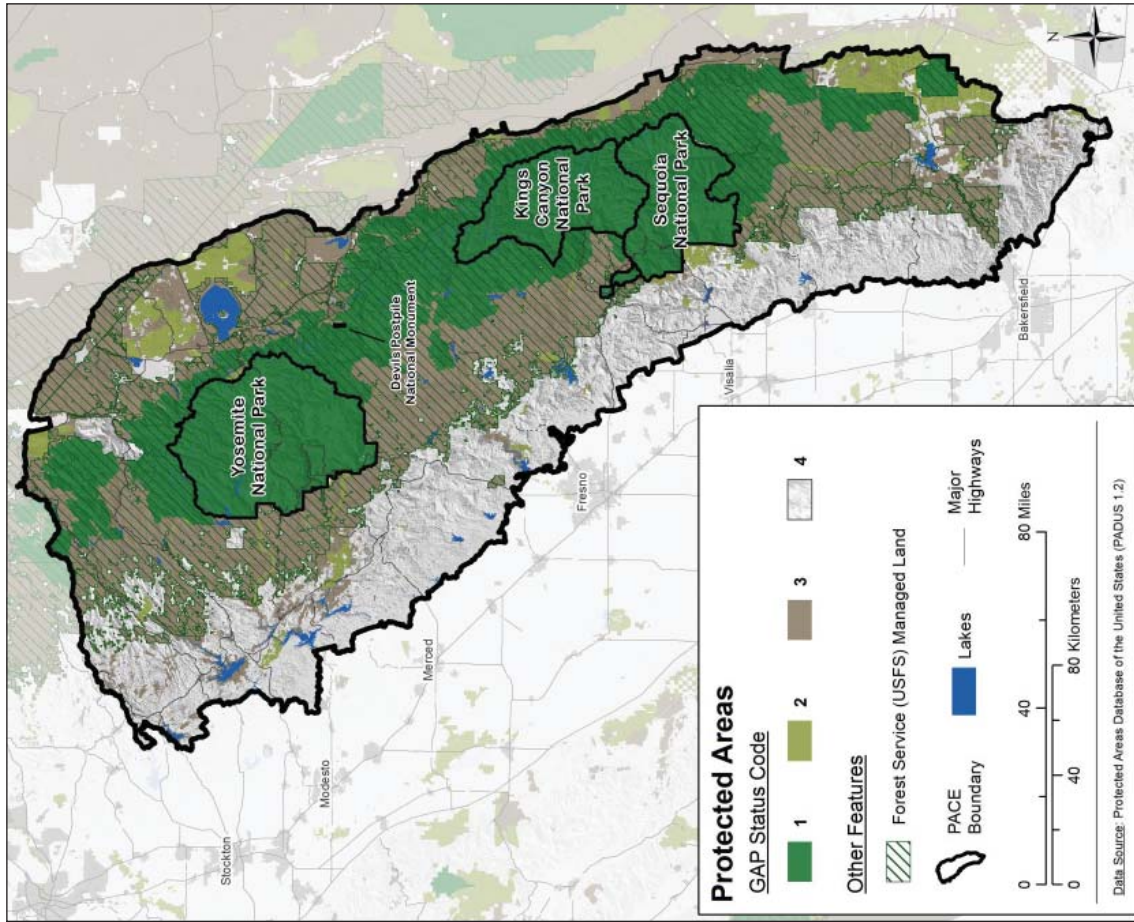 N
Yosemite
National Park
Devils Postpile
National Monument
Kings
Canyon
National
Park
Sequoia
National Park
Stockton
Modesto
Merced
Fresno
Visalia
Bakersfield
Protected Areas
GAP Status Code
1 2 3 4
Other Features
Forest Service (USFS) Managed Land
PACE
Boundary
Lakes
Major
Highways
0 40 80 Miles
0 40 80 Kilometers
Data Source: Protected Areas Database of the United States (PADUS 1.2)